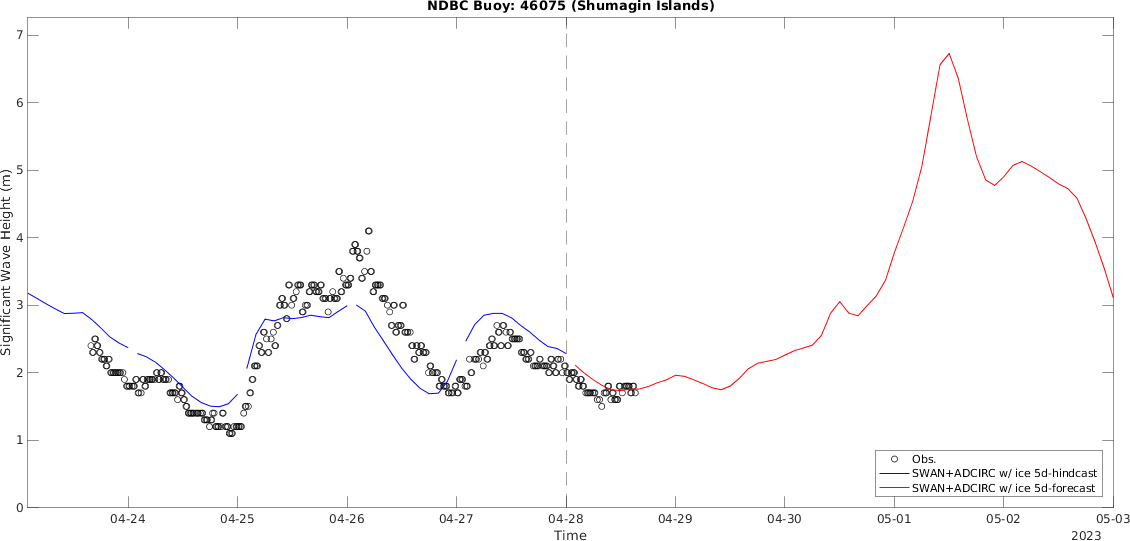 NDBC Buoy: 46075 (Shumagin Islands)
7
6
5
4
3
2
1
0
Significant Wave Height (m)
Obs.
SWAN+ADCIRC w/ ice 5d-hindcast
SWAN+ADCIRC w/ ice 5d-forecast
04-24 04-25 04-26 04-27 04-28 04-29 04-30 05-01 05-02 05-03
Time
2023